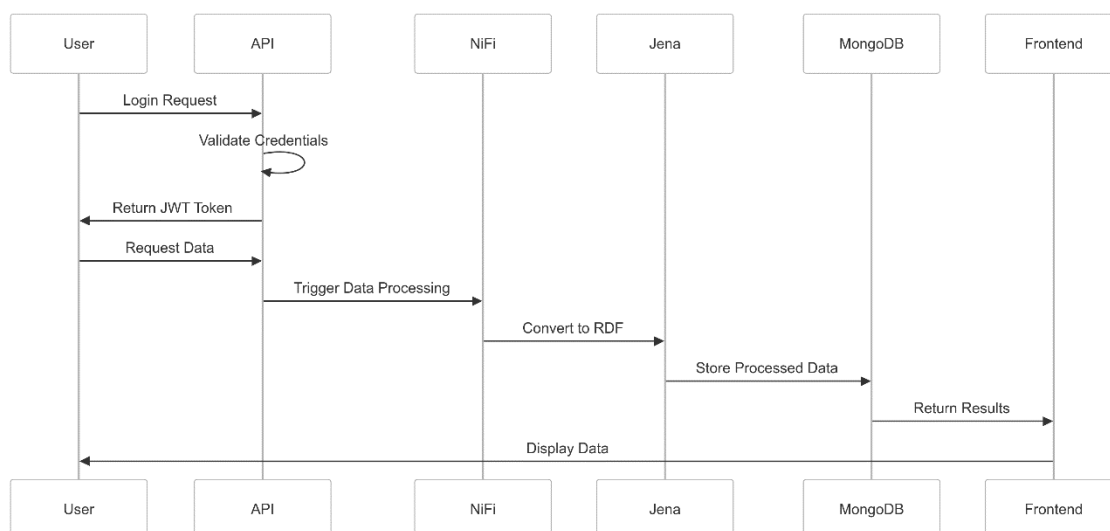 User
API
NiFi
Jena
MongoDB
Frontend
Login Request
Validate Credentials
Return JWT Token
Request Data
Trigger Data Processing
Convert to RDF
Store Processed Data
Return Results
Display Data
User
API
NiFi
Jena
MongoDB
Frontend